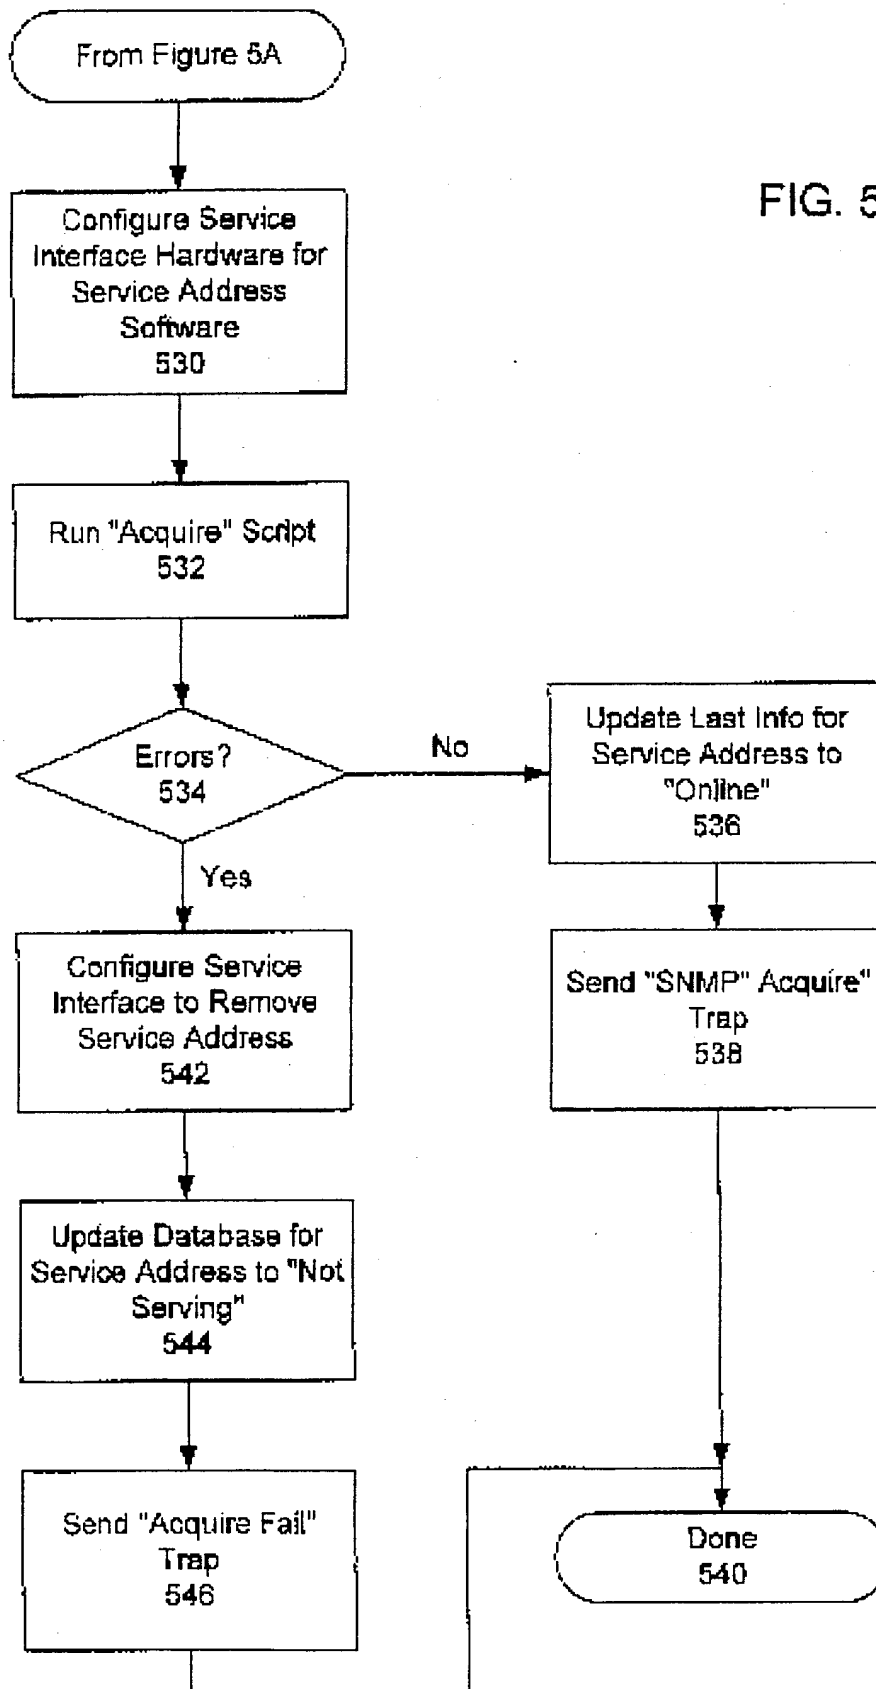 From Figure 5A
FIG. 5
Configure Service
Interface Hardware for
Service Address
Software
530
Run "Acquire" Script
532
Errors?
534
No
Yes
Update Last Info for
Service Address to
"Online"
536
Send "SNMP" Acquire"
Trap
538
Configure Service
Interface to Remove
Service Address
542
Update Database for
Service Address to "Not
Serving"
544
Send "Acquire Fail"
Trap
546
Done
540